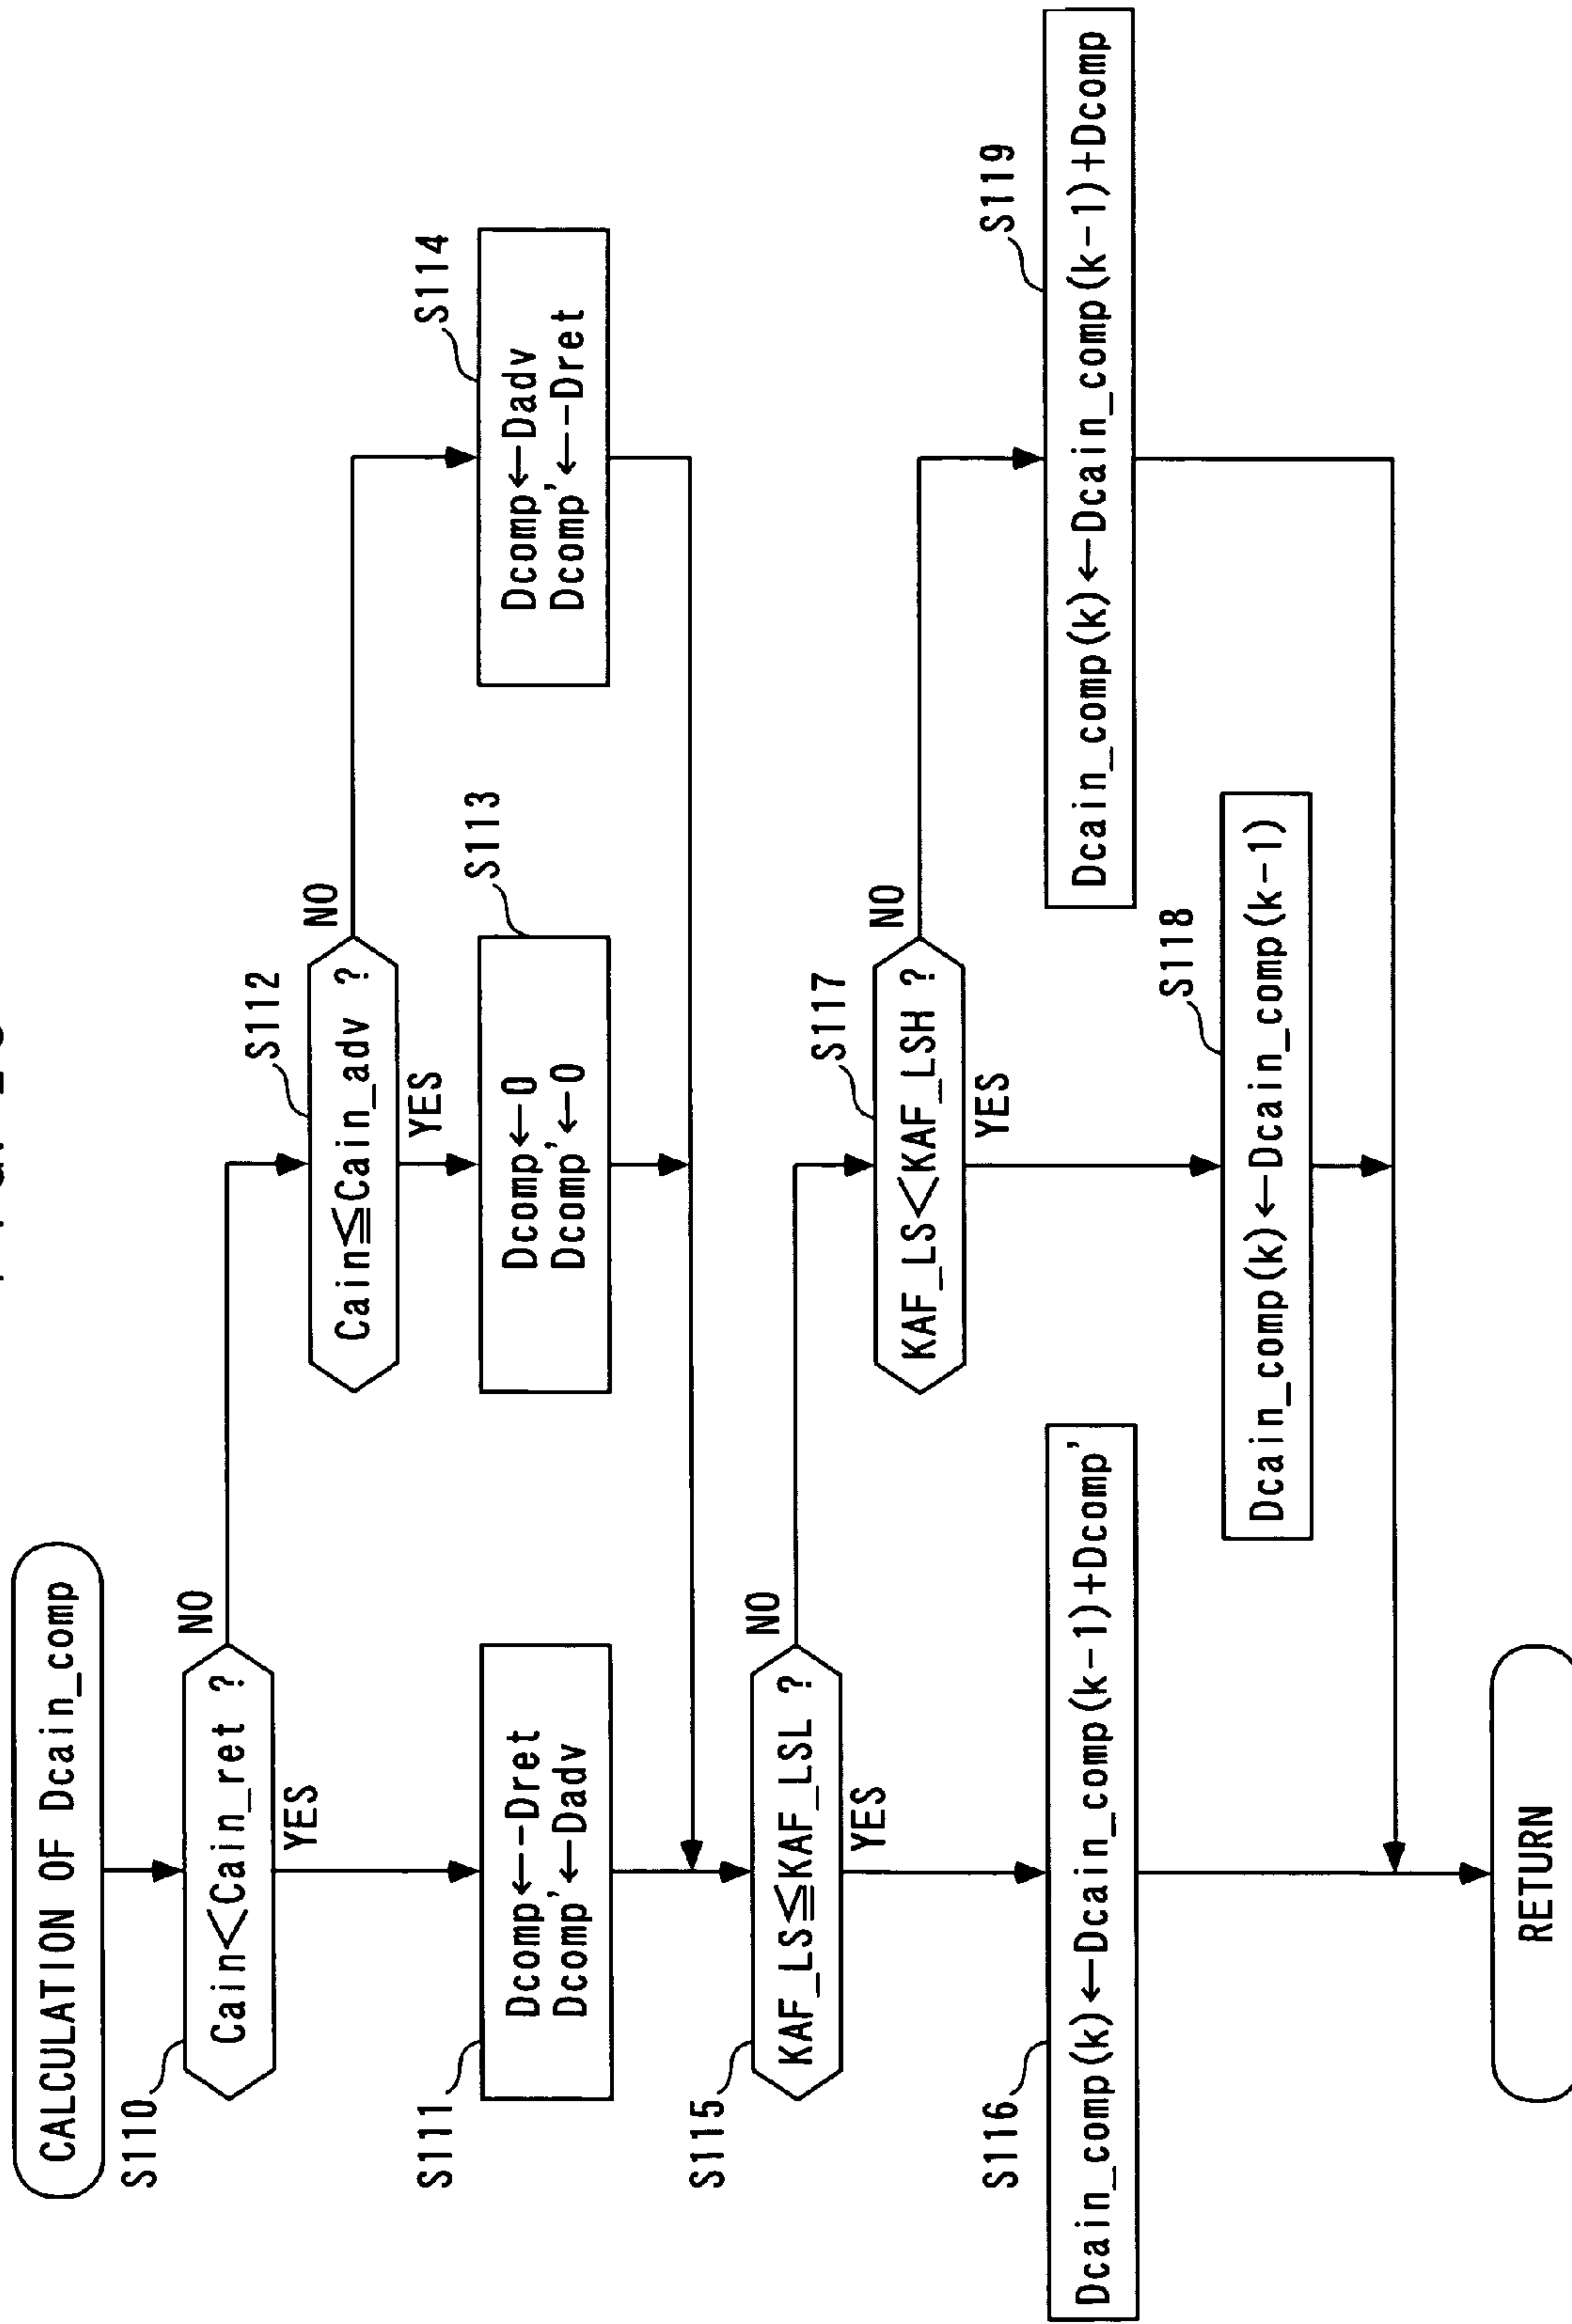 CALCULATION OF Dcain_comp
S110
Cain<Cain_ret ?
NO
YES
S112
Cain≦Cain_adv ?
NO
YES
S111
Dcomp←-Dret
Dcomp'←Dadv
S113
Dcomp←0
Dcomp'←0
S114
Dcomp←Dadv
Dcomp'←-Dret
S115
KAF_LS≦KAF_LSL ?
NO
YES
S117
KAF_LS<KAF_LSH ?
NO
YES
S116
Dcain_comp(k)←Dcain_comp(k-1)+Dcomp'
S118
Dcain_comp(k)←Dcain_comp(k-1)
S119
Dcain_comp(k)←Dcain_comp(k-1)+Dcomp
RETURN